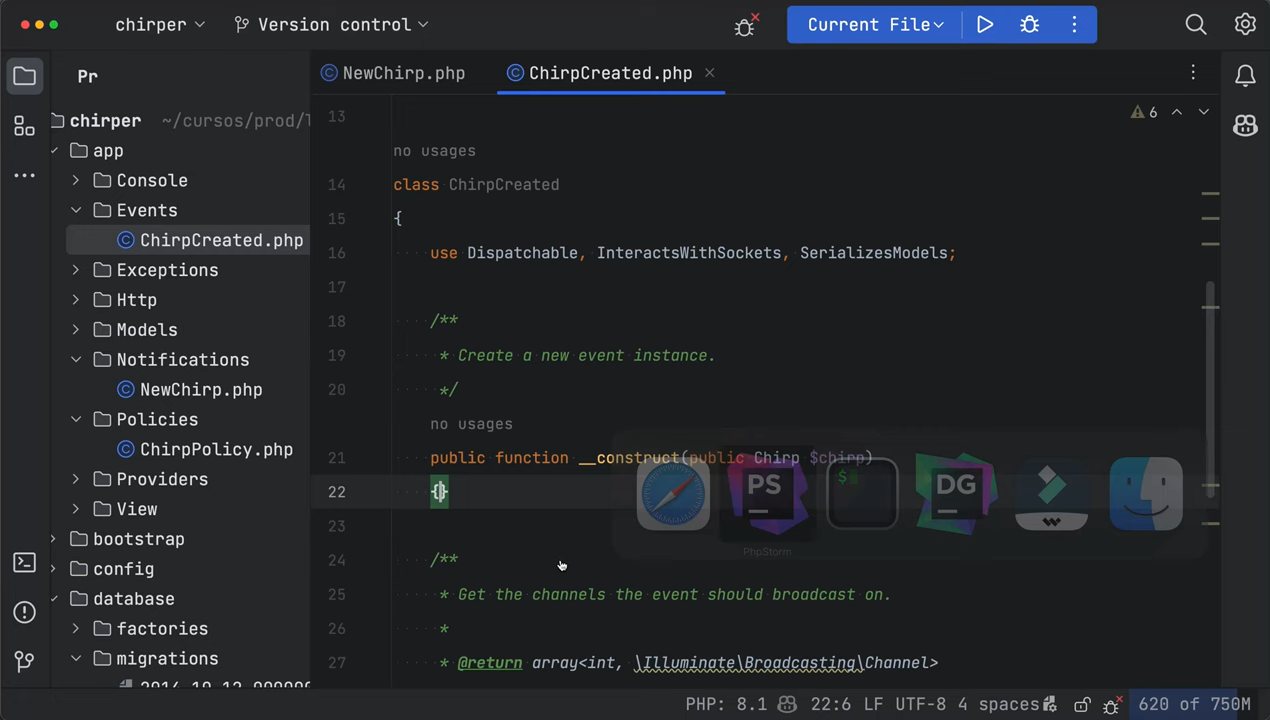 chirper
Version control
Current File
Pr
NewChirp.php
ChirpCreated.php
chirper ~/cursos/prod/
app
Console
Events
ChirpCreated.php
Exceptions
Http
Models
Notifications
NewChirp.php
Policies
ChirpPolicy.php
Providers
View
bootstrap
config
database
factories
migrations
6
13
no usages
14 class ChirpCreated
15 {
16 use Dispatchable, InteractsWithSockets, SerializesModels;
17
18 /**
19 * Create a new event instance.
20 */
no usages
21 public function __construct(public Chirp $chirp)
22 {}
23
24 /**
25 * Get the channels the event should broadcast on.
26 *
27 * @return array<int, \Illuminate\Broadcasting\Channel>
PS
$
DG
PhpStorm
PHP: 8.1 22:6 LF UTF-8 4 spaces 620 of 750M